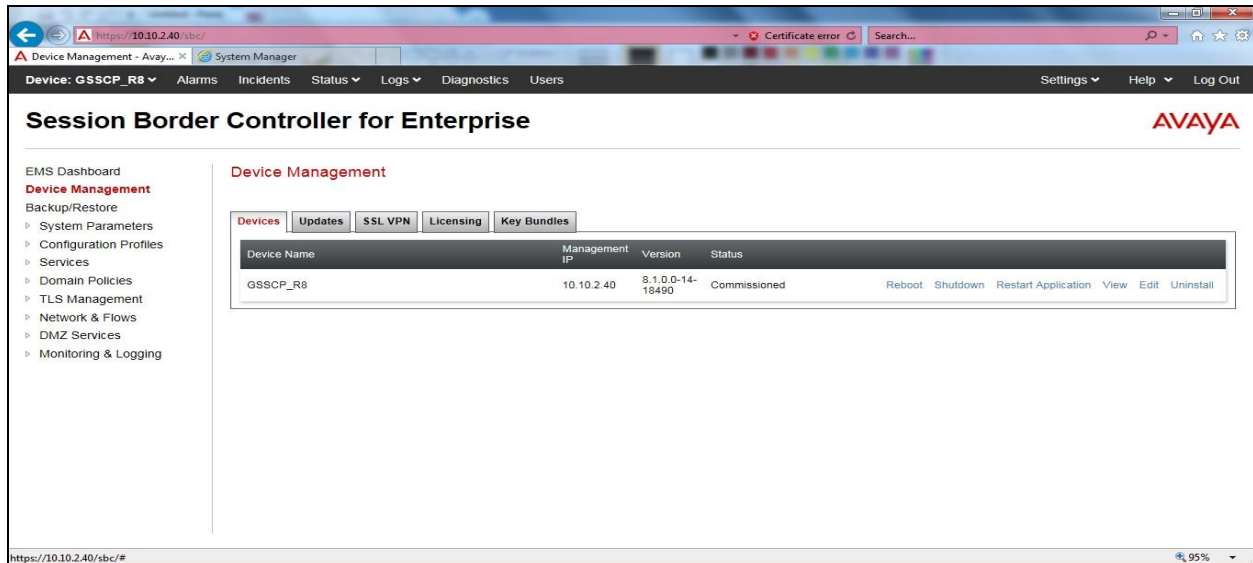 https://10.10.2.40/sbc/ Certificate error Search...
Device Management - Avay... System Manager
Device: GSSCP_R8 Alarms Incidents Status Logs Diagnostics Users Settings Help Log Out
Session Border Controller for Enterprise
AVAYA
EMS Dashboard
Device Management
Backup/Restore
System Parameters
Configuration Profiles
Services
Domain Policies
TLS Management
Network & Flows
DMZ Services
Monitoring & Logging
Device Management
Devices Updates SSL VPN Licensing Key Bundles
Device Name Management IP Version Status
GSSCP_R8 10.10.2.40 8.1.0.0-14-18490 Commissioned Reboot Shutdown Restart Application View Edit Uninstall
https://10.10.2.40/sbc/# 95%